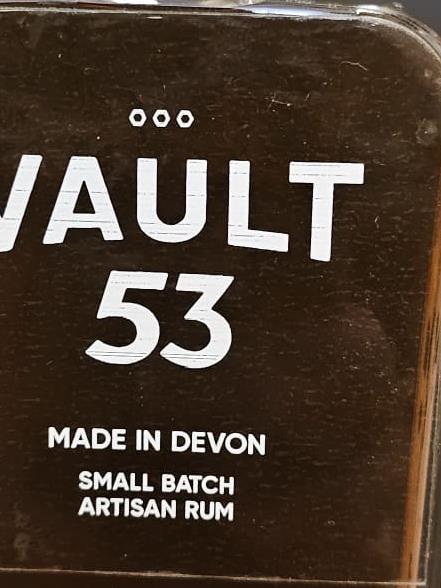 VAULT
53
MADE IN DEVON
SMALL BATCH
ARTISAN RUM